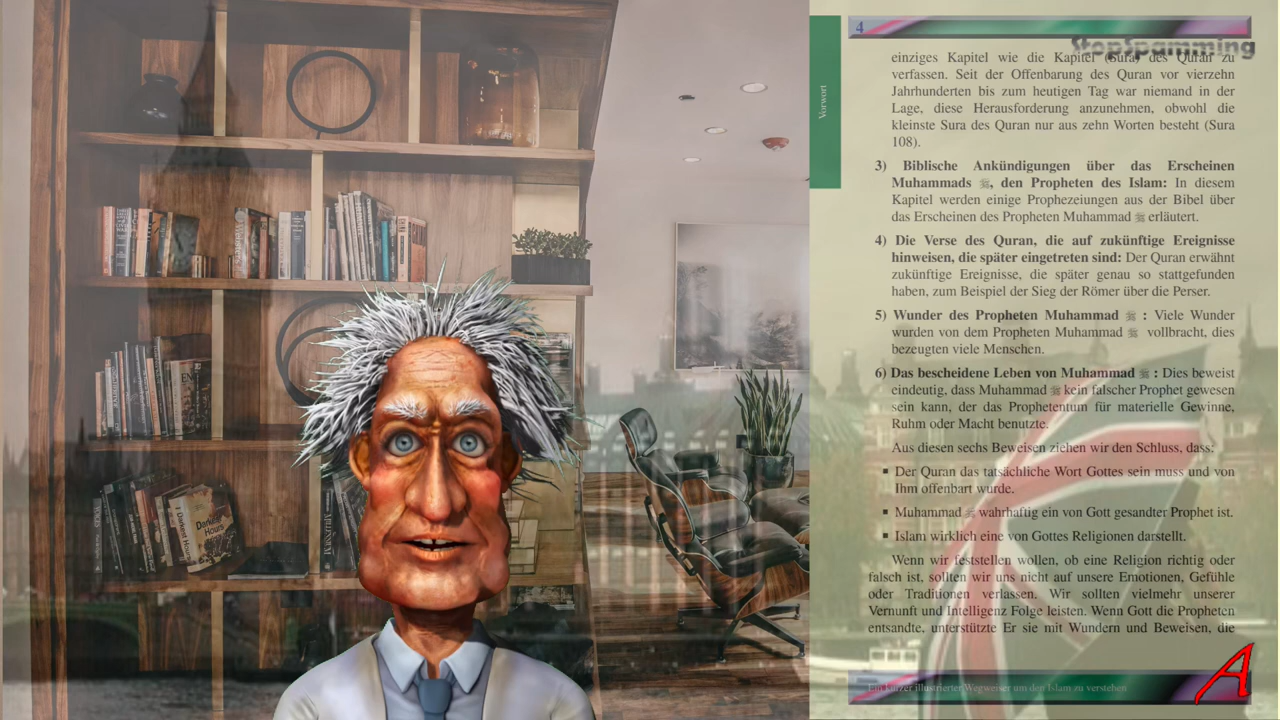 4
StopSpamming
Vorwort
einziges Kapitel wie die Kapitel (Sura) des Quran zu
verfassen. Seit der Offenbarung des Quran vor vierzehn
Jahrhunderten bis zum heutigen Tag war niemand in der
Lage, diese Herausforderung anzunehmen, obwohl die
kleinste Sura des Quran nur aus zehn Worten besteht (Sura
108).
3) Biblische Ankündigungen über das Erscheinen
Muhammads ﷺ, den Propheten des Islam: In diesem
Kapitel werden einige Prophezeiungen aus der Bibel über
das Erscheinen des Propheten Muhammad ﷺ erläutert.
4) Die Verse des Quran, die auf zukünftige Ereignisse
hinweisen, die später eingetreten sind: Der Quran erwähnt
zukünftige Ereignisse, die später genau so stattgefunden
haben, zum Beispiel der Sieg der Römer über die Perser.
5) Wunder des Propheten Muhammad ﷺ : Viele Wunder
wurden von dem Propheten Muhammad ﷺ vollbracht, dies
bezeugten viele Menschen.
6) Das bescheidene Leben von Muhammad ﷺ : Dies beweist
eindeutig, dass Muhammad ﷺ kein falscher Prophet gewesen
sein kann, der das Prophetentum für materielle Gewinne,
Ruhm oder Macht benutzte.
Aus diesen sechs Beweisen ziehen wir den Schluss, dass:
▪ Der Quran das tatsächliche Wort Gottes sein muss und von
Ihm offenbart wurde.
▪ Muhammad ﷺ wahrhaftig ein von Gott gesandter Prophet ist.
▪ Islam wirklich eine von Gottes Religionen darstellt.
Wenn wir feststellen wollen, ob eine Religion richtig oder
falsch ist, sollten wir uns nicht auf unsere Emotionen, Gefühle
oder Traditionen verlassen. Wir sollten vielmehr unserer
Vernunft und Intelligenz Folge leisten. Wenn Gott die Propheten
entsandte, unterstützte Er sie mit Wundern und Beweisen, die
Ein kurzer illustrierter Wegweiser um den Islam zu verstehen
A
Darkest
Hours